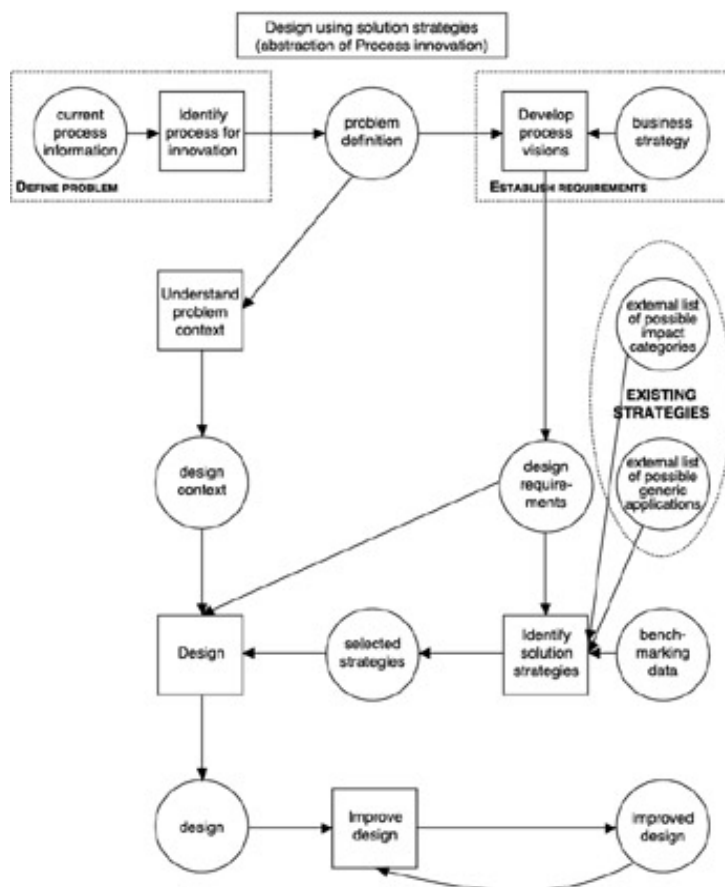 Design using solution strategies
(abstraction of Process innovation)
current
process
information
Identify
process for
innovation
problem
definition
Develop
process
visions
business
strategy
DEFINE PROBLEM
ESTABLISH REQUIREMENTS
Understand
problem
context
external list
of possible
impact
categories
EXISTING
STRATEGIES
design
context
design
require-
ments
external list
of possible
generic
applications
Design
selected
strategies
Identify
solution
strategies
bench-
marking
data
design
Improve
design
improved
design